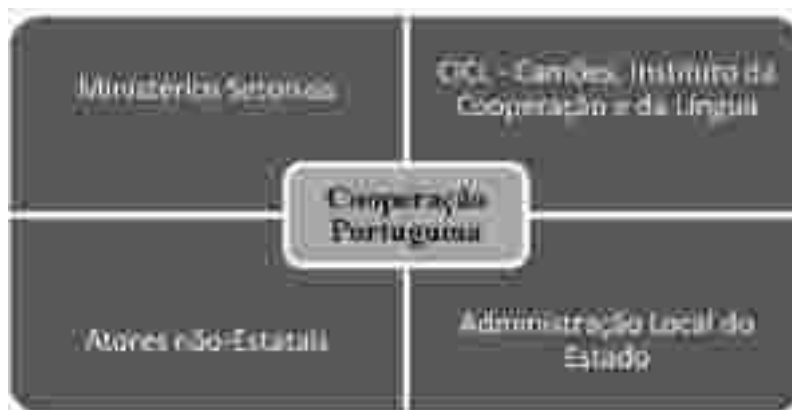 Ministérios Setoriais
CICL - Camões, Instituto da
Cooperação e da Língua
Cooperação
Portuguesa
Atores não-Estatais
Administração Local do
Estado